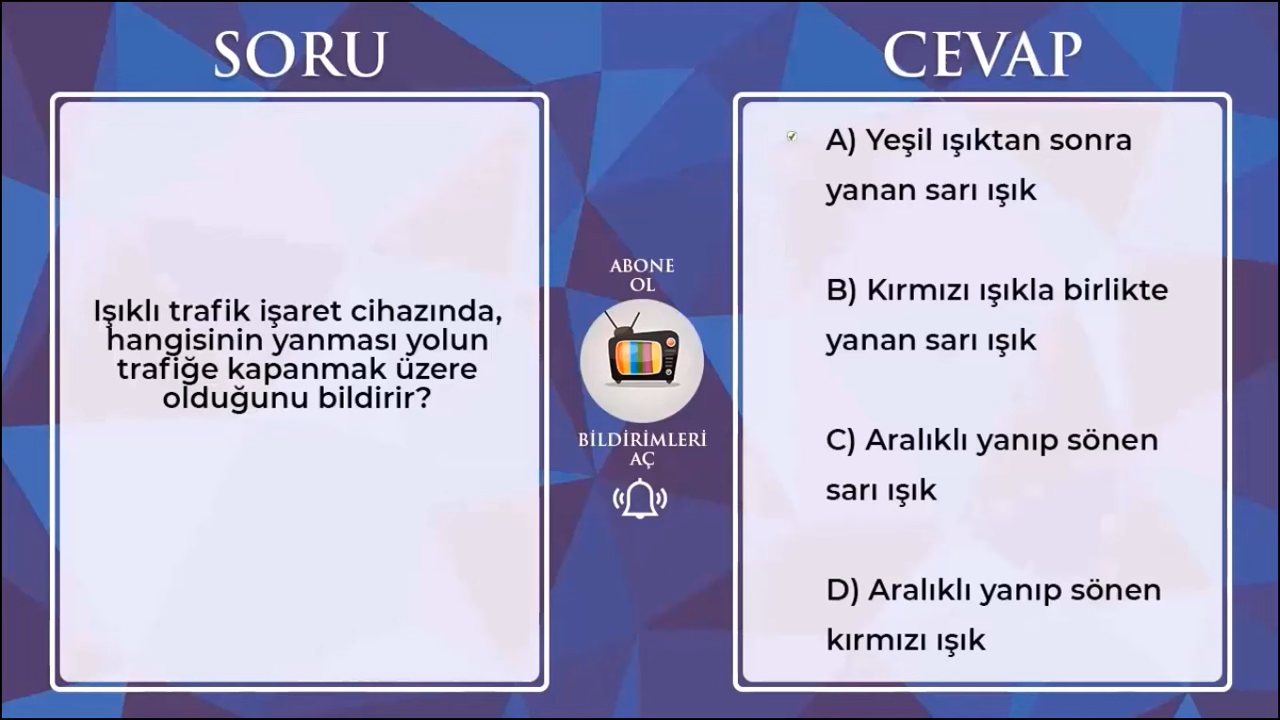 SORU
Işıklı trafik işaret cihazında,
hangisinin yanması yolun
trafiğe kapanmak üzere
olduğunu bildirir?
ABONE
OL
BİLDİRİMLERİ
AÇ
CEVAP
A) Yeşil ışıktan sonra
yanan sarı ışık
B) Kırmızı ışıkla birlikte
yanan sarı ışık
C) Aralıklı yanıp sönen
sarı ışık
D) Aralıklı yanıp sönen
kırmızı ışık